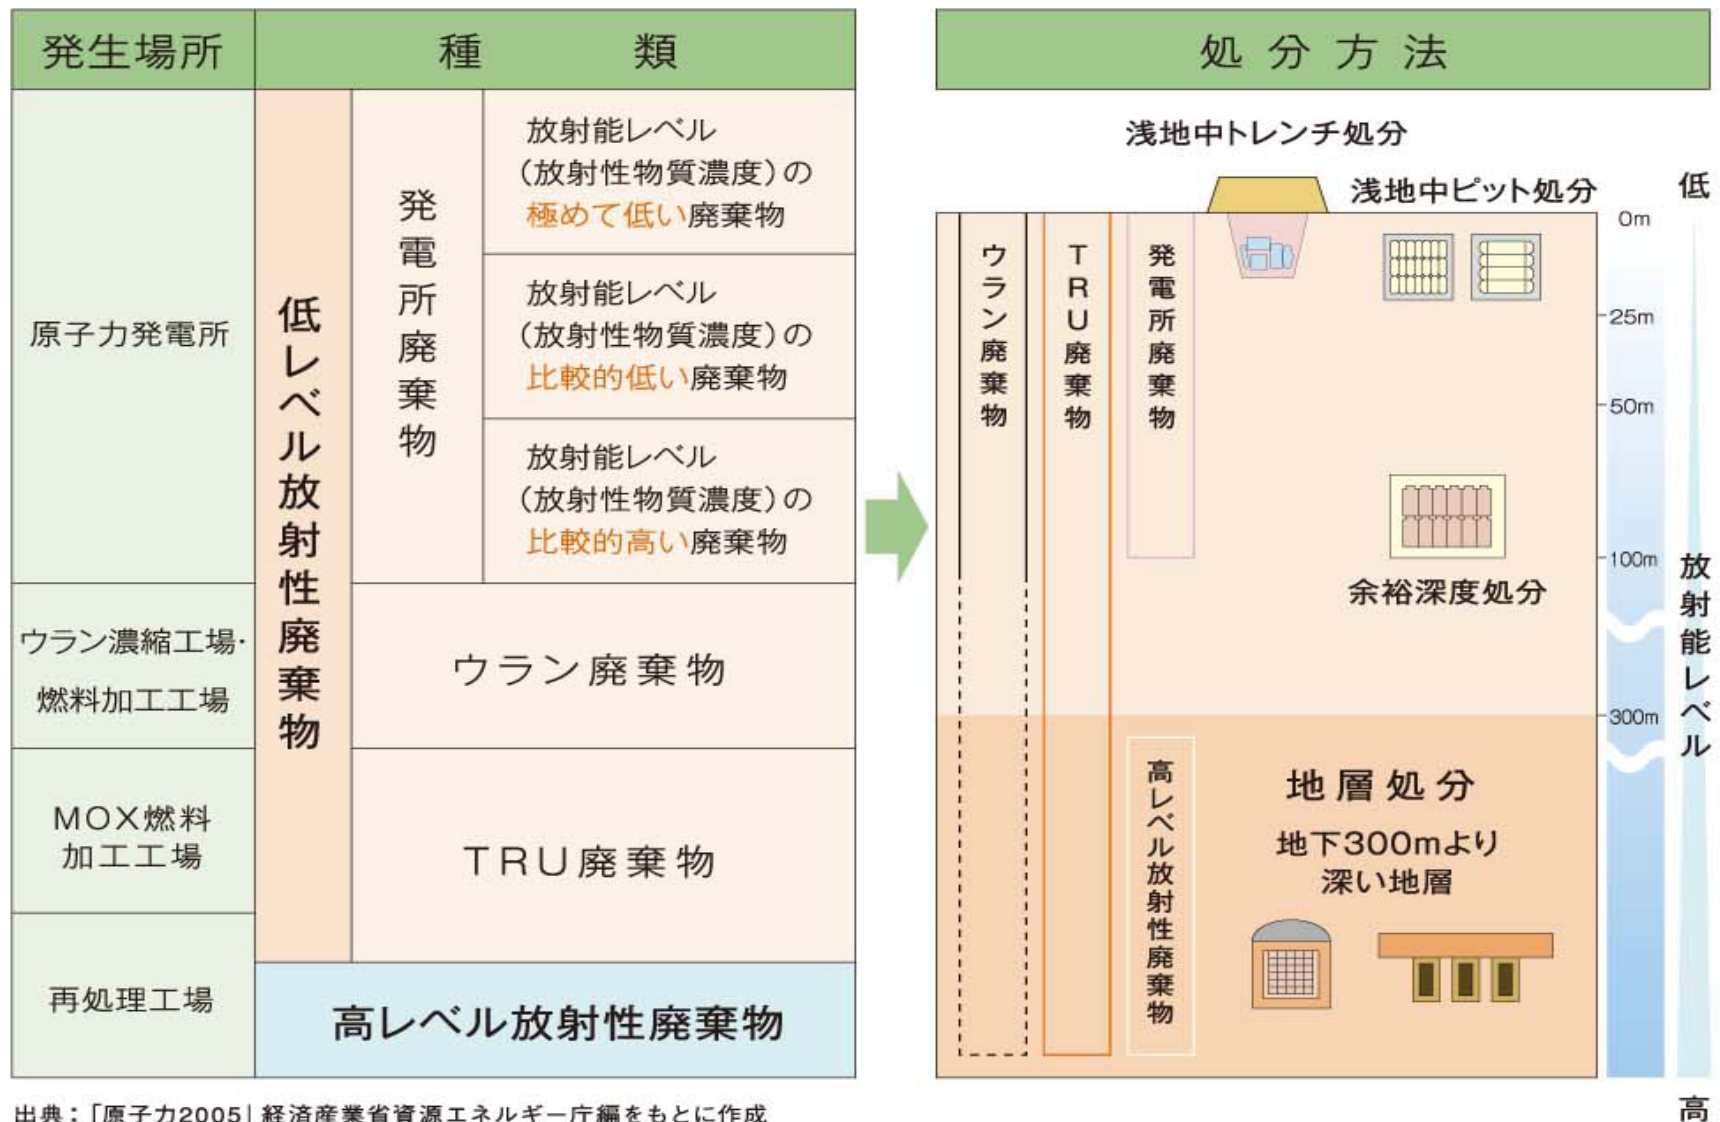 発生場所
種類
処分方法
原子力発電所
ウラン濃縮工場・
燃料加工工場
MOX燃料
加工工場
再処理工場
低レベル放射性廃棄物
発電所廃棄物
放射能レベル
(放射性物質濃度)の
極めて低い廃棄物
放射能レベル
(放射性物質濃度)の
比較的低い廃棄物
放射能レベル
(放射性物質濃度)の
比較的高い廃棄物
ウラン廃棄物
TRU廃棄物
高レベル放射性廃棄物
浅地中トレンチ処分
浅地中ピット処分
ウラン廃棄物
TRU廃棄物
発電所廃棄物
余裕深度処分
高レベル放射性廃棄物
地層処分
地下300mより
深い地層
0m
25m
50m
100m
300m
低
放射能レベル
高
出典:「原子力2005」経済産業省資源エネルギー庁編をもとに作成